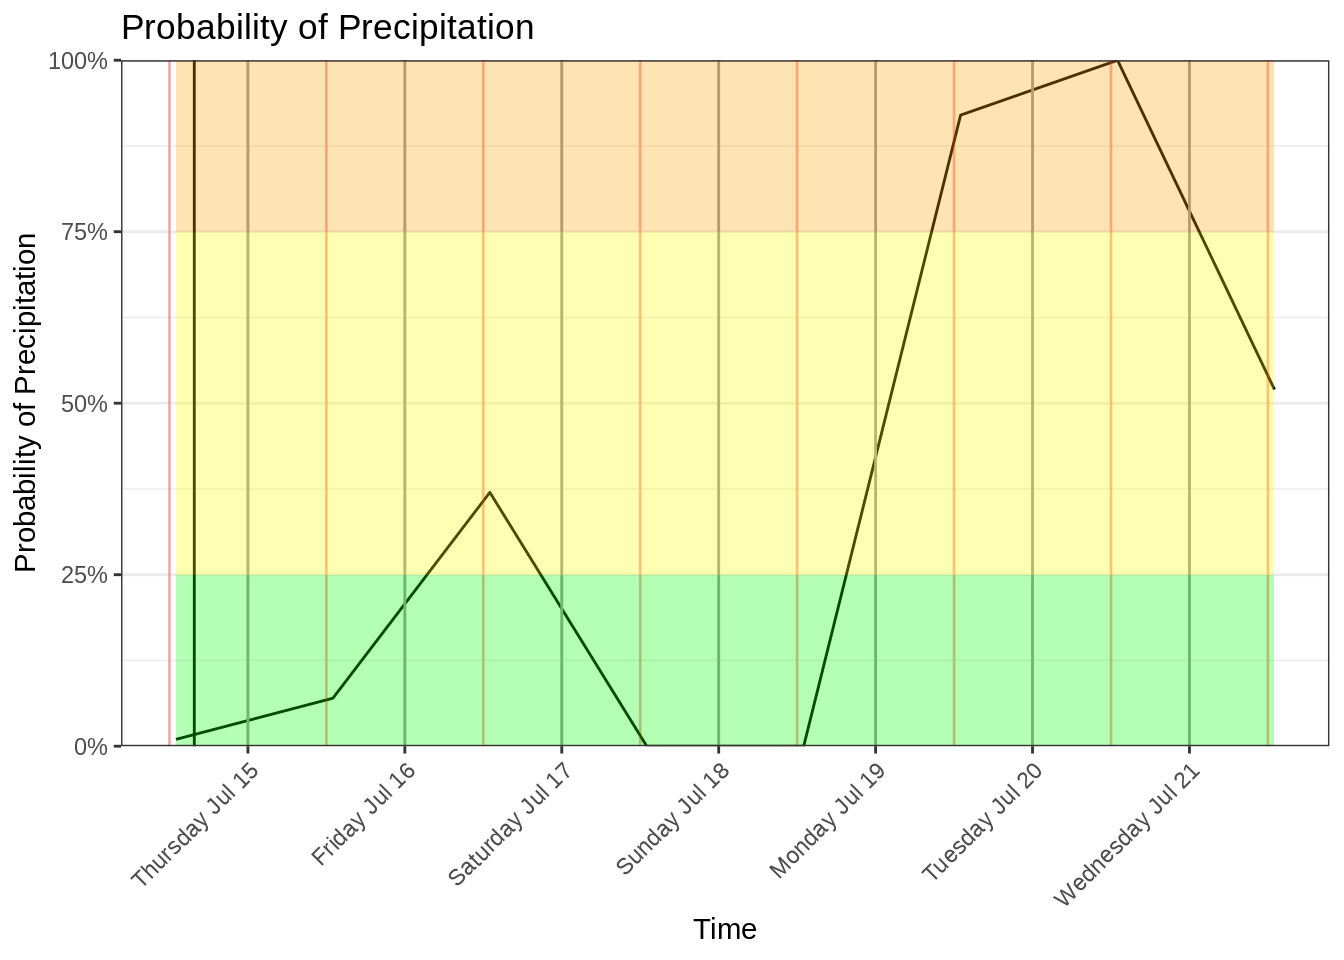 Probability of Precipitation
Probability of Precipitation
100%
75%
50%
25%
0%
Thursday Jul 15
Friday Jul 16
Saturday Jul 17
Sunday Jul 18
Monday Jul 19
Tuesday Jul 20
Wednesday Jul 21
Time